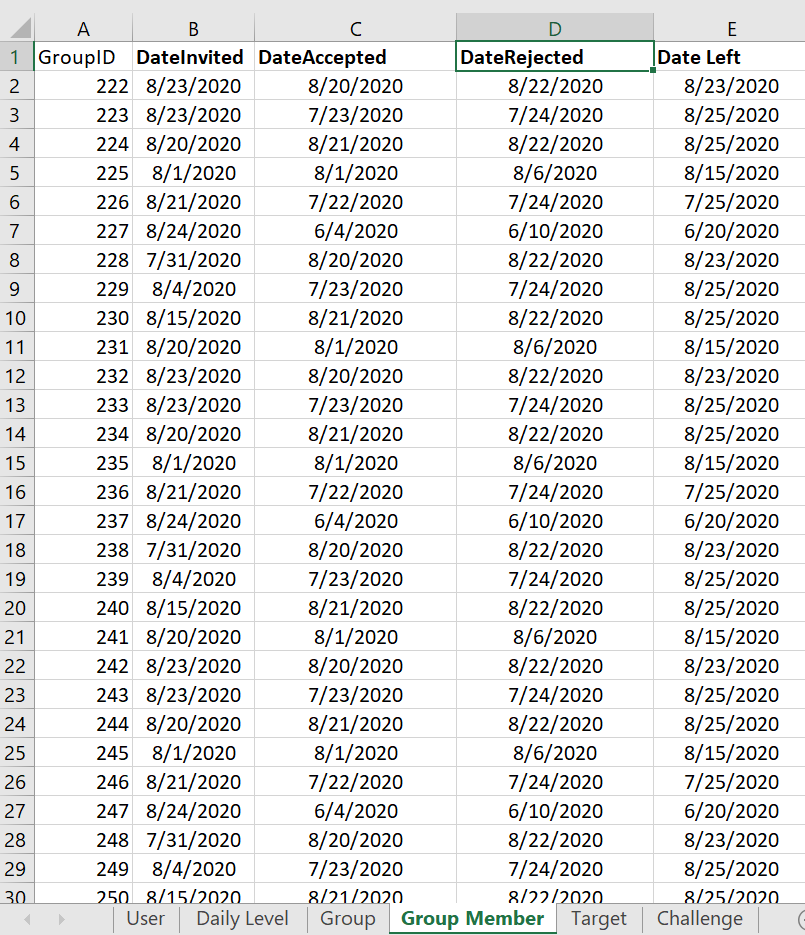 A B C D E
1 GroupID DateInvited DateAccepted DateRejected Date Left
2 222 8/23/2020 8/20/2020 8/22/2020 8/23/2020
3 223 8/23/2020 7/23/2020 7/24/2020 8/25/2020
4 224 8/20/2020 8/21/2020 8/22/2020 8/25/2020
5 225 8/1/2020 8/1/2020 8/6/2020 8/15/2020
6 226 8/21/2020 7/22/2020 7/24/2020 7/25/2020
7 227 8/24/2020 6/4/2020 6/10/2020 6/20/2020
8 228 7/31/2020 8/20/2020 8/22/2020 8/23/2020
9 229 8/4/2020 7/23/2020 7/24/2020 8/25/2020
10 230 8/15/2020 8/21/2020 8/22/2020 8/25/2020
11 231 8/20/2020 8/1/2020 8/6/2020 8/15/2020
12 232 8/23/2020 8/20/2020 8/22/2020 8/23/2020
13 233 8/23/2020 7/23/2020 7/24/2020 8/25/2020
14 234 8/20/2020 8/21/2020 8/22/2020 8/25/2020
15 235 8/1/2020 8/1/2020 8/6/2020 8/15/2020
16 236 8/21/2020 7/22/2020 7/24/2020 7/25/2020
17 237 8/24/2020 6/4/2020 6/10/2020 6/20/2020
18 238 7/31/2020 8/20/2020 8/22/2020 8/23/2020
19 239 8/4/2020 7/23/2020 7/24/2020 8/25/2020
20 240 8/15/2020 8/21/2020 8/22/2020 8/25/2020
21 241 8/20/2020 8/1/2020 8/6/2020 8/15/2020
22 242 8/23/2020 8/20/2020 8/22/2020 8/23/2020
23 243 8/23/2020 7/23/2020 7/24/2020 8/25/2020
24 244 8/20/2020 8/21/2020 8/22/2020 8/25/2020
25 245 8/1/2020 8/1/2020 8/6/2020 8/15/2020
26 246 8/21/2020 7/22/2020 7/24/2020 7/25/2020
27 247 8/24/2020 6/4/2020 6/10/2020 6/20/2020
28 248 7/31/2020 8/20/2020 8/22/2020 8/23/2020
29 249 8/4/2020 7/23/2020 7/24/2020 8/25/2020
30 250 8/15/2020 8/21/2020 8/22/2020 8/25/2020
User Daily Level Group Group Member Target Challenge